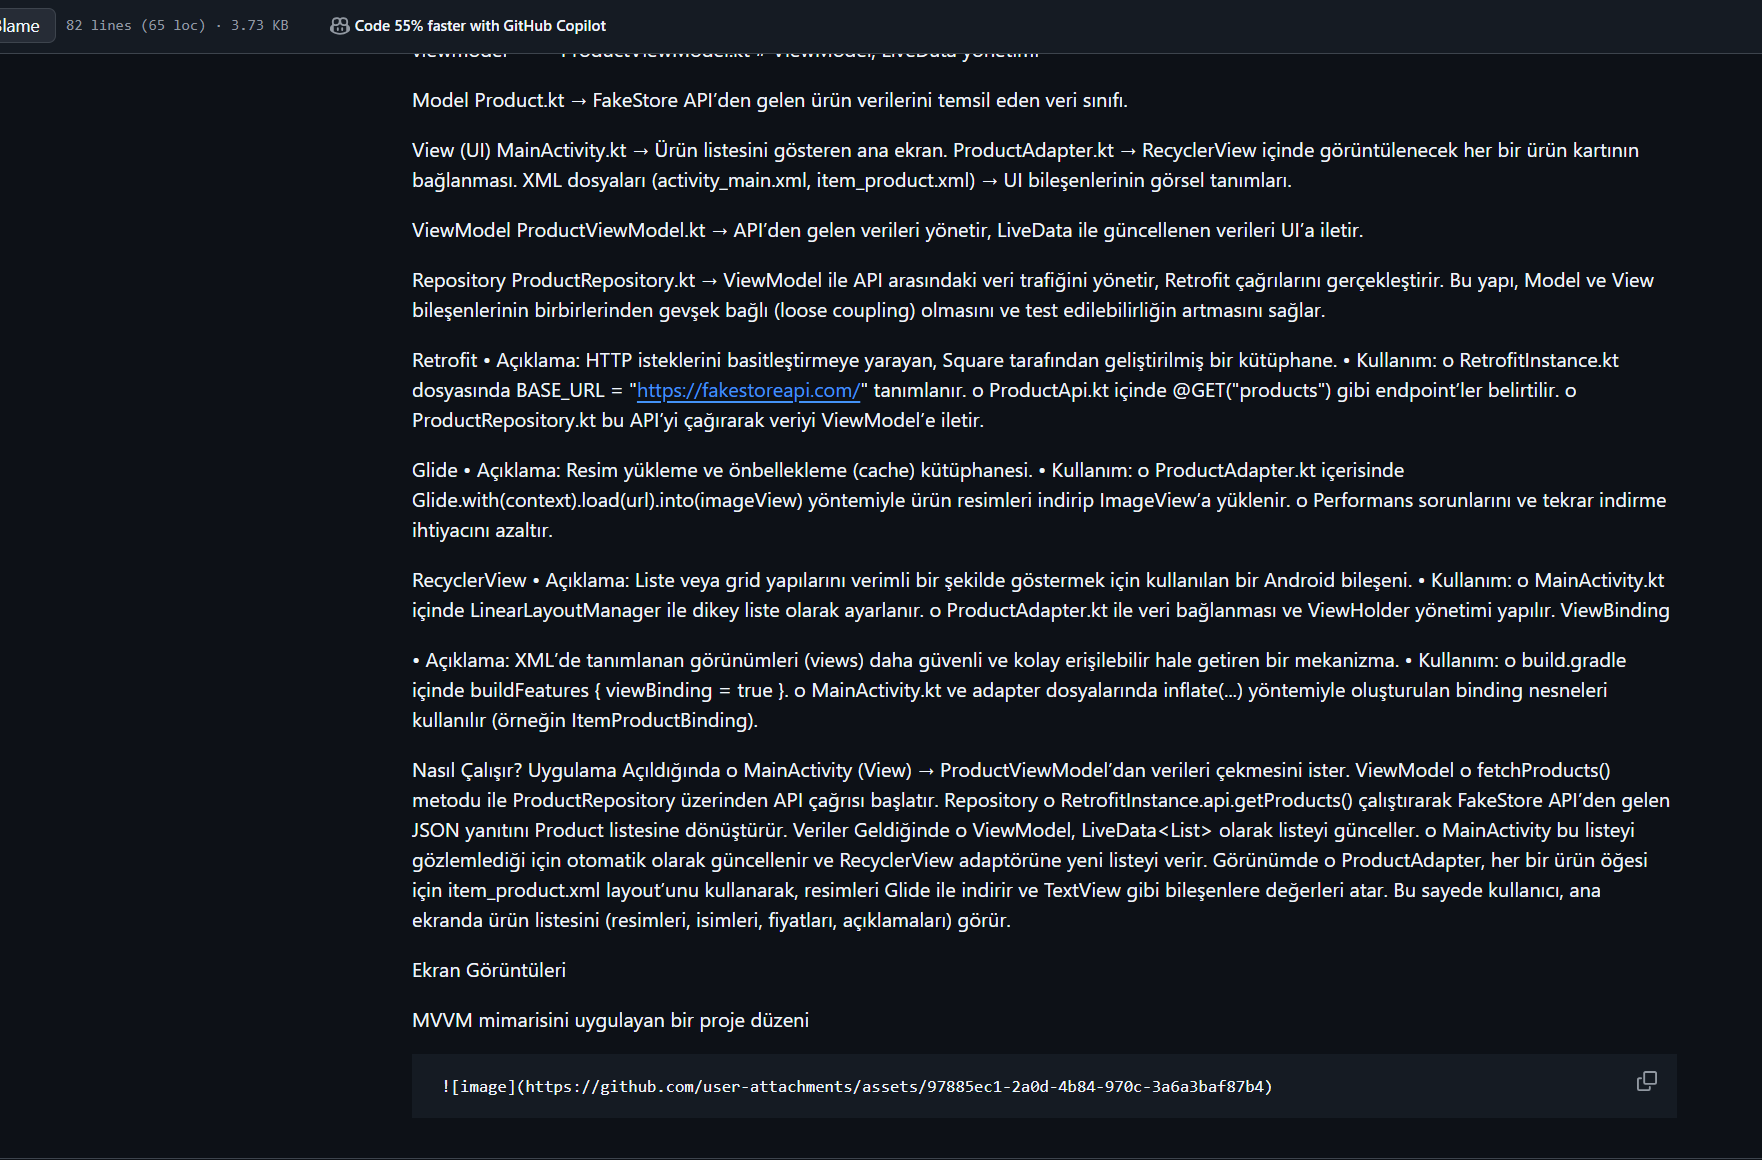 lame
82 lines (65 loc) · 3.73 KB
Code 55% faster with GitHub Copilot
Model Product.kt → FakeStore API’den gelen ürün verilerini temsil eden veri sınıfı.
View (UI) MainActivity.kt → Ürün listesini gösteren ana ekran. ProductAdapter.kt → RecyclerView içinde görüntülenecek her bir ürün kartının
bağlanması. XML dosyaları (activity_main.xml, item_product.xml) → UI bileşenlerinin görsel tanımları.
ViewModel ProductViewModel.kt → API’den gelen verileri yönetir, LiveData ile güncellenen verileri UI’a iletir.
Repository ProductRepository.kt → ViewModel ile API arasındaki veri trafiğini yönetir, Retrofit çağrılarını gerçekleştirir. Bu yapı, Model ve View
bileşenlerinin birbirlerinden gevşek bağlı (loose coupling) olmasını ve test edilebilirliğin artmasını sağlar.
Retrofit • Açıklama: HTTP isteklerini basitleştirmeye yarayan, Square tarafından geliştirilmiş bir kütüphane. • Kullanım: o RetrofitInstance.kt
dosyasında BASE_URL = "https://fakestoreapi.com/" tanımlanır. o ProductApi.kt içinde @GET("products") gibi endpoint’ler belirtilir. o
ProductRepository.kt bu API’yi çağırarak veriyi ViewModel’e iletir.
Glide • Açıklama: Resim yükleme ve önbellekleme (cache) kütüphanesi. • Kullanım: o ProductAdapter.kt içerisinde
Glide.with(context).load(url).into(imageView) yöntemiyle ürün resimleri indirip ImageView’a yüklenir. o Performans sorunlarını ve tekrar indirme
ihtiyacını azaltır.
RecyclerView • Açıklama: Liste veya grid yapılarını verimli bir şekilde göstermek için kullanılan bir Android bileşeni. • Kullanım: o MainActivity.kt
içinde LinearLayoutManager ile dikey liste olarak ayarlanır. o ProductAdapter.kt ile veri bağlanması ve ViewHolder yönetimi yapılır. ViewBinding
• Açıklama: XML’de tanımlanan görünümleri (views) daha güvenli ve kolay erişilebilir hale getiren bir mekanizma. • Kullanım: o build.gradle
içinde buildFeatures { viewBinding = true }. o MainActivity.kt ve adapter dosyalarında inflate(...) yöntemiyle oluşturulan binding nesneleri
kullanılır (örneğin ItemProductBinding).
Nasıl Çalışır? Uygulama Açıldığında o MainActivity (View) → ProductViewModel’dan verileri çekmesini ister. ViewModel o fetchProducts()
metodu ile ProductRepository üzerinden API çağrısı başlatır. Repository o RetrofitInstance.api.getProducts() çalıştırarak FakeStore API’den gelen
JSON yanıtını Product listesine dönüştürür. Veriler Geldiğinde o ViewModel, LiveData<List> olarak listeyi günceller. o MainActivity bu listeyi
gözlemlediği için otomatik olarak güncellenir ve RecyclerView adaptörüne yeni listeyi verir. Görünümde o ProductAdapter, her bir ürün öğesi
için item_product.xml layout’unu kullanarak, resimleri Glide ile indirir ve TextView gibi bileşenlere değerleri atar. Bu sayede kullanıcı, ana
ekranda ürün listesini (resimleri, isimleri, fiyatları, açıklamaları) görür.
Ekran Görüntüleri
MVVM mimarisini uygulayan bir proje düzeni
![image](https://github.com/user-attachments/assets/97885ec1-2a0d-4b84-970c-3a6a3baf87b4)